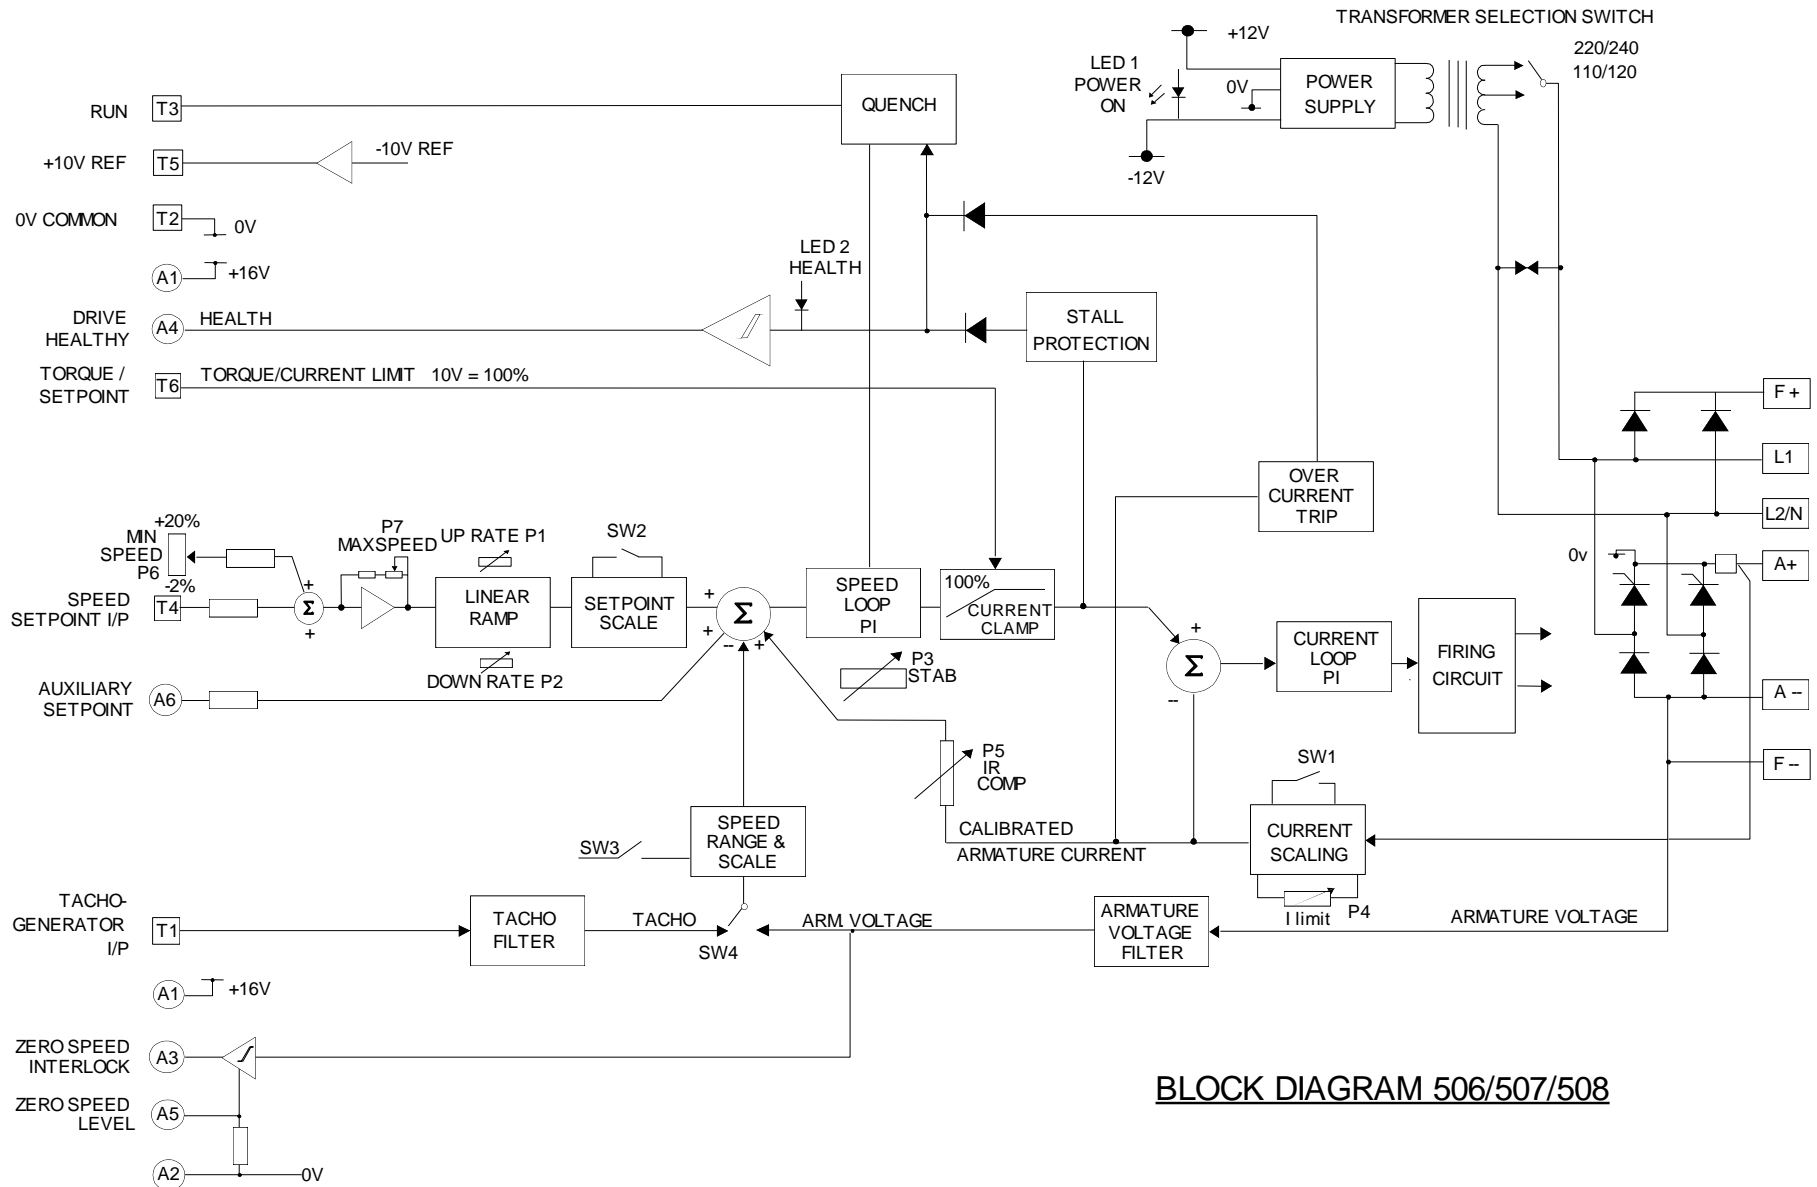 TRANSFORMER SELECTION SWITCH
+12V
220/240
110/120
LED 1
POWER
ON
0V
POWER
SUPPLY
-12V
RUN
T3
QUENCH
+10V REF
T5
-10V REF
0V COMMON
T2
0V
A1
+16V
LED 2
HEALTH
DRIVE
HEALTHY
A4
HEALTH
STALL
PROTECTION
TORQUE /
SETPOINT
T6
TORQUE/CURRENT LIMIT 10V = 100%
F +
L1
L2/N
OVER
CURRENT
TRIP
0v
A+
A --
F --
+20%
MIN
SPEED
P6
-2%
P7
MAXSPEED
UP RATE P1
SW2
SPEED
SETPOINT I/P
T4
+
Σ
+
LINEAR
RAMP
SETPOINT
SCALE
+
+
--
+
Σ
SPEED
LOOP
PI
100%
CURRENT
CLAMP
DOWN RATE P2
P3
STAB
+
Σ
--
CURRENT
LOOP
PI
FIRING
CIRCUIT
AUXILIARY
SETPOINT
A6
P5
IR
COMP
SW1
SW3
SPEED
RANGE &
SCALE
CALIBRATED
ARMATURE CURRENT
CURRENT
SCALING
I limit
P4
TACHO-
GENERATOR
I/P
T1
TACHO
FILTER
TACHO
SW4
ARM. VOLTAGE
ARMATURE
VOLTAGE
FILTER
ARMATURE VOLTAGE
A1
+16V
ZERO SPEED
INTERLOCK
A3
ZERO SPEED
LEVEL
A5
A2
0V
BLOCK DIAGRAM 506/507/508